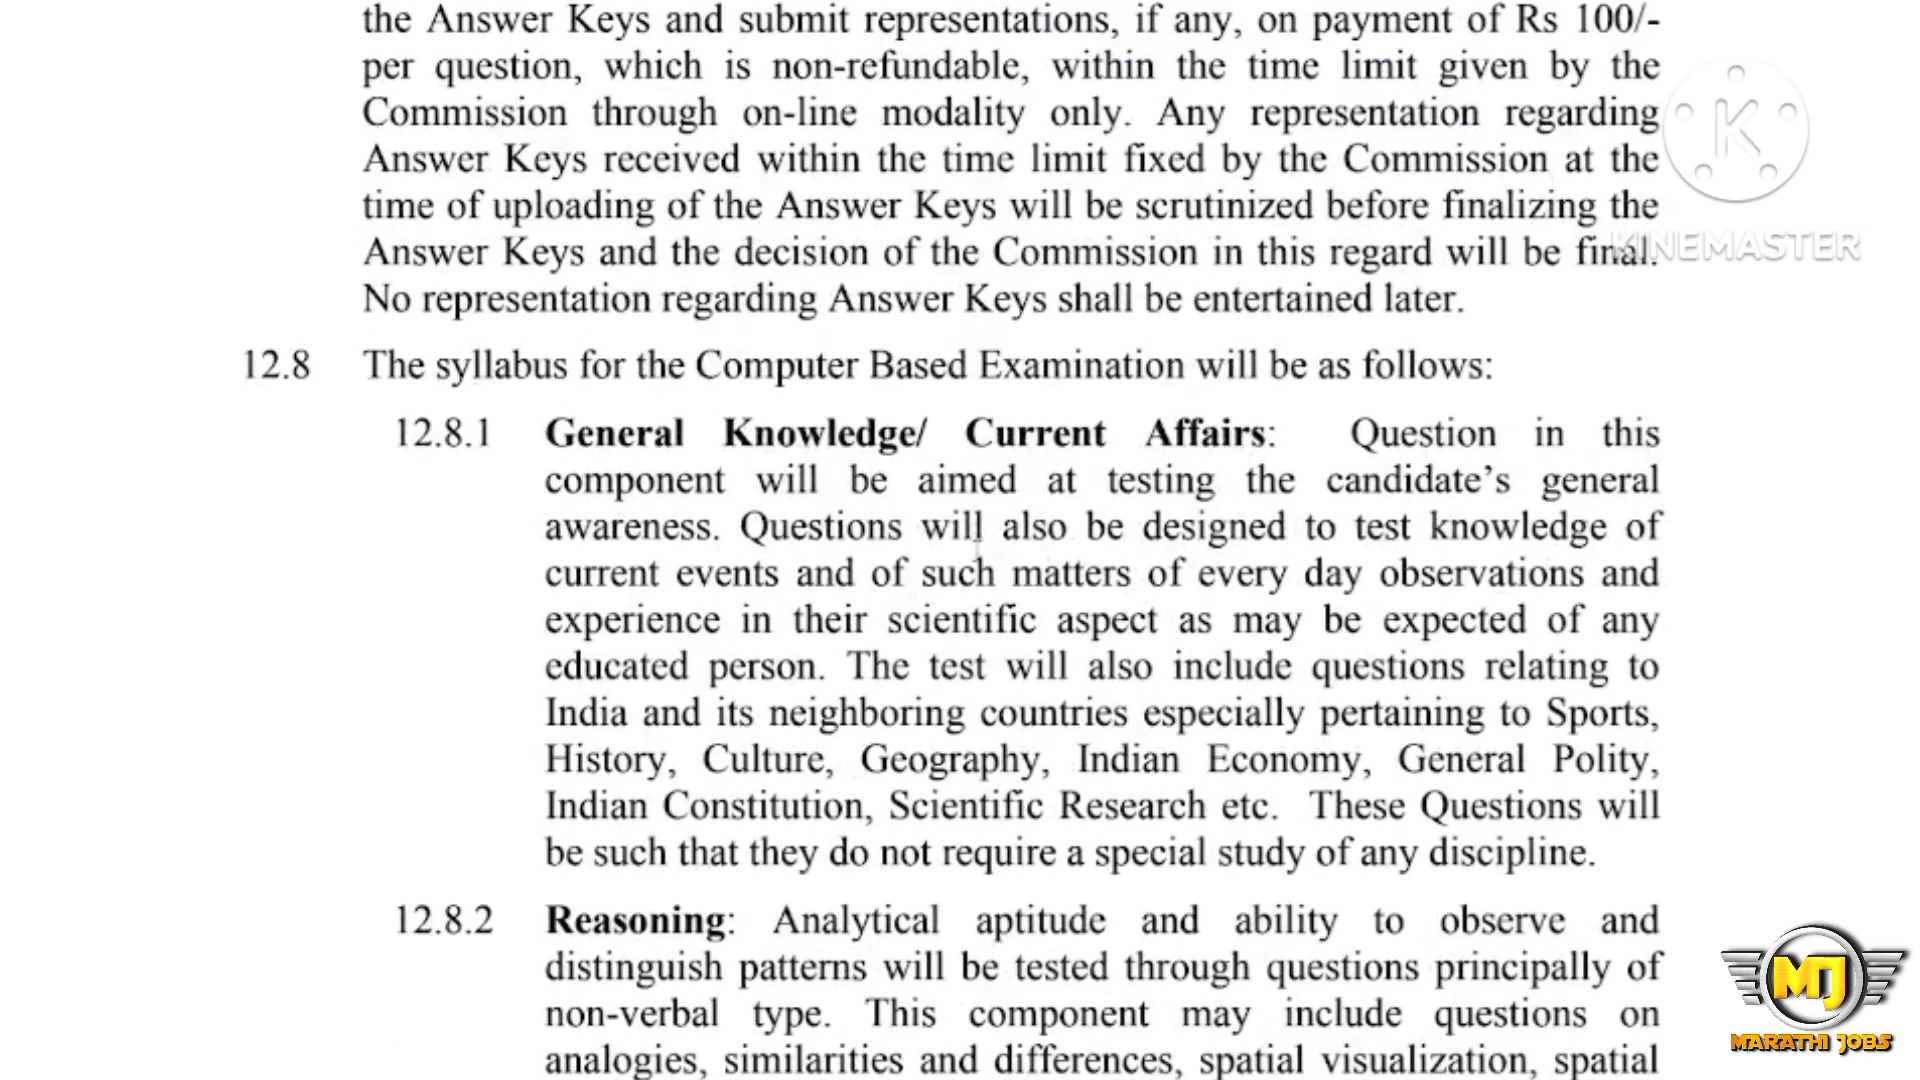 the Answer Keys and submit representations, if any, on payment of Rs 100/-
per question, which is non-refundable, within the time limit given by the
Commission through on-line modality only. Any representation regarding
Answer Keys received within the time limit fixed by the Commission at the
time of uploading of the Answer Keys will be scrutinized before finalizing the
Answer Keys and the decision of the Commission in this regard will be final.
No representation regarding Answer Keys shall be entertained later.
K
KINEMASTER
12.8 The syllabus for the Computer Based Examination will be as follows:
12.8.1 General Knowledge/ Current Affairs: Question in this
component will be aimed at testing the candidate’s general
awareness. Questions will also be designed to test knowledge of
current events and of such matters of every day observations and
experience in their scientific aspect as may be expected of any
educated person. The test will also include questions relating to
India and its neighboring countries especially pertaining to Sports,
History, Culture, Geography, Indian Economy, General Polity,
Indian Constitution, Scientific Research etc. These Questions will
be such that they do not require a special study of any discipline.
12.8.2 Reasoning: Analytical aptitude and ability to observe and
distinguish patterns will be tested through questions principally of
non-verbal type. This component may include questions on
analogies, similarities and differences, spatial visualization, spatial
MJ
MARATHI JOBS